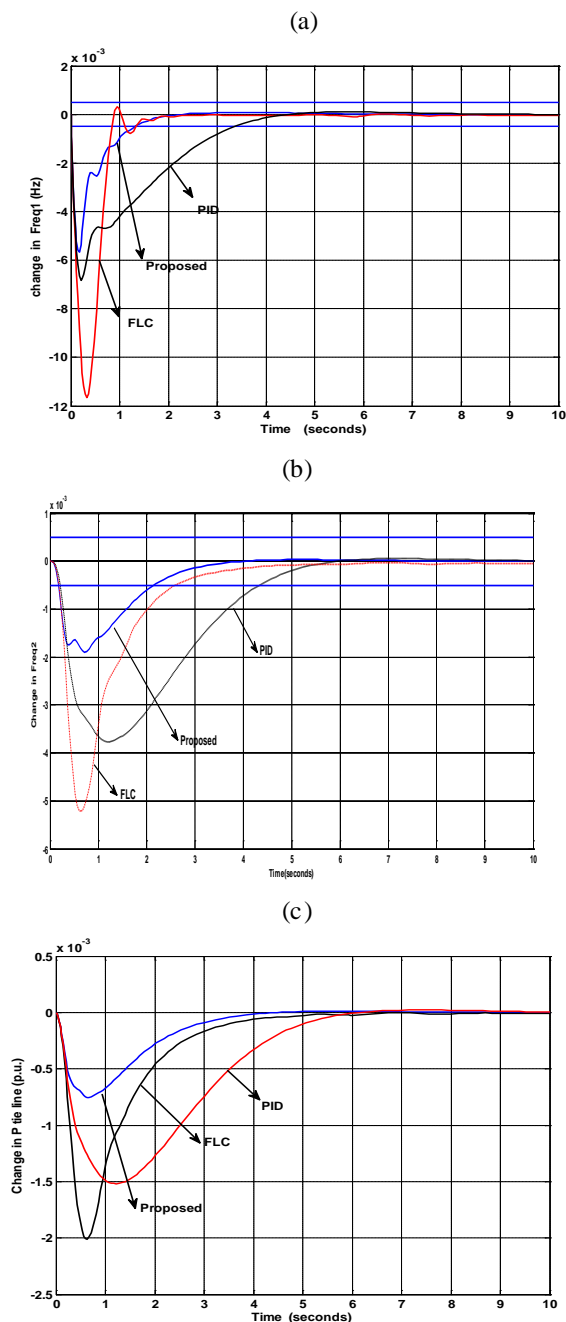 (a)
x 10^-3
2
0
-2
-4
-6
-8
-10
-12
change in Freq1 (Hz)
PID
Proposed
FLC
0 1 2 3 4 5 6 7 8 9 10
Time (seconds)
(b)
x 10^-3
1
0
-1
-2
-3
-4
-5
-6
Change in Freq2
PID
Proposed
FLC
0 1 2 3 4 5 6 7 8 9 10
Time(seconds)
(c)
x 10^-3
0.5
0
-0.5
-1
-1.5
-2
-2.5
Change in P tie line (p.u.)
PID
FLC
Proposed
0 1 2 3 4 5 6 7 8 9 10
Time (seconds)